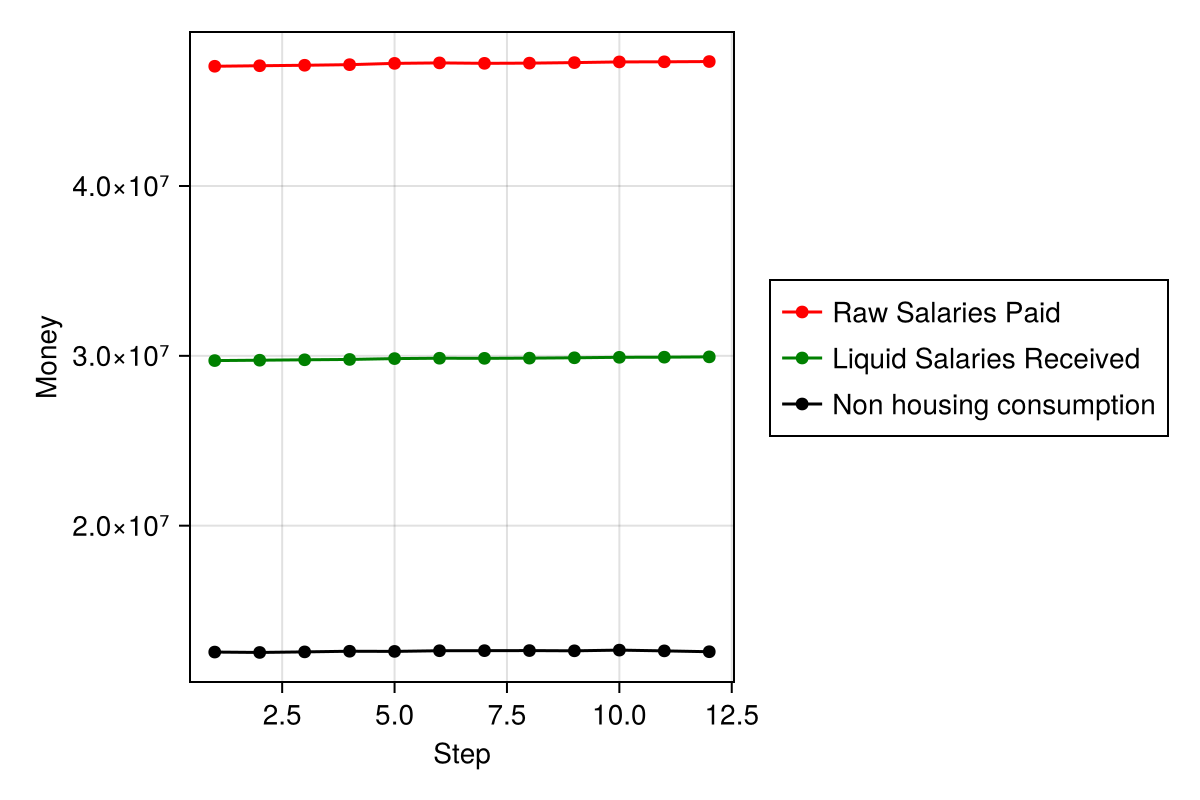 Money
4.0×10⁷
3.0×10⁷
2.0×10⁷
2.5 5.0 7.5 10.0 12.5
Step
Raw Salaries Paid
Liquid Salaries Received
Non housing consumption